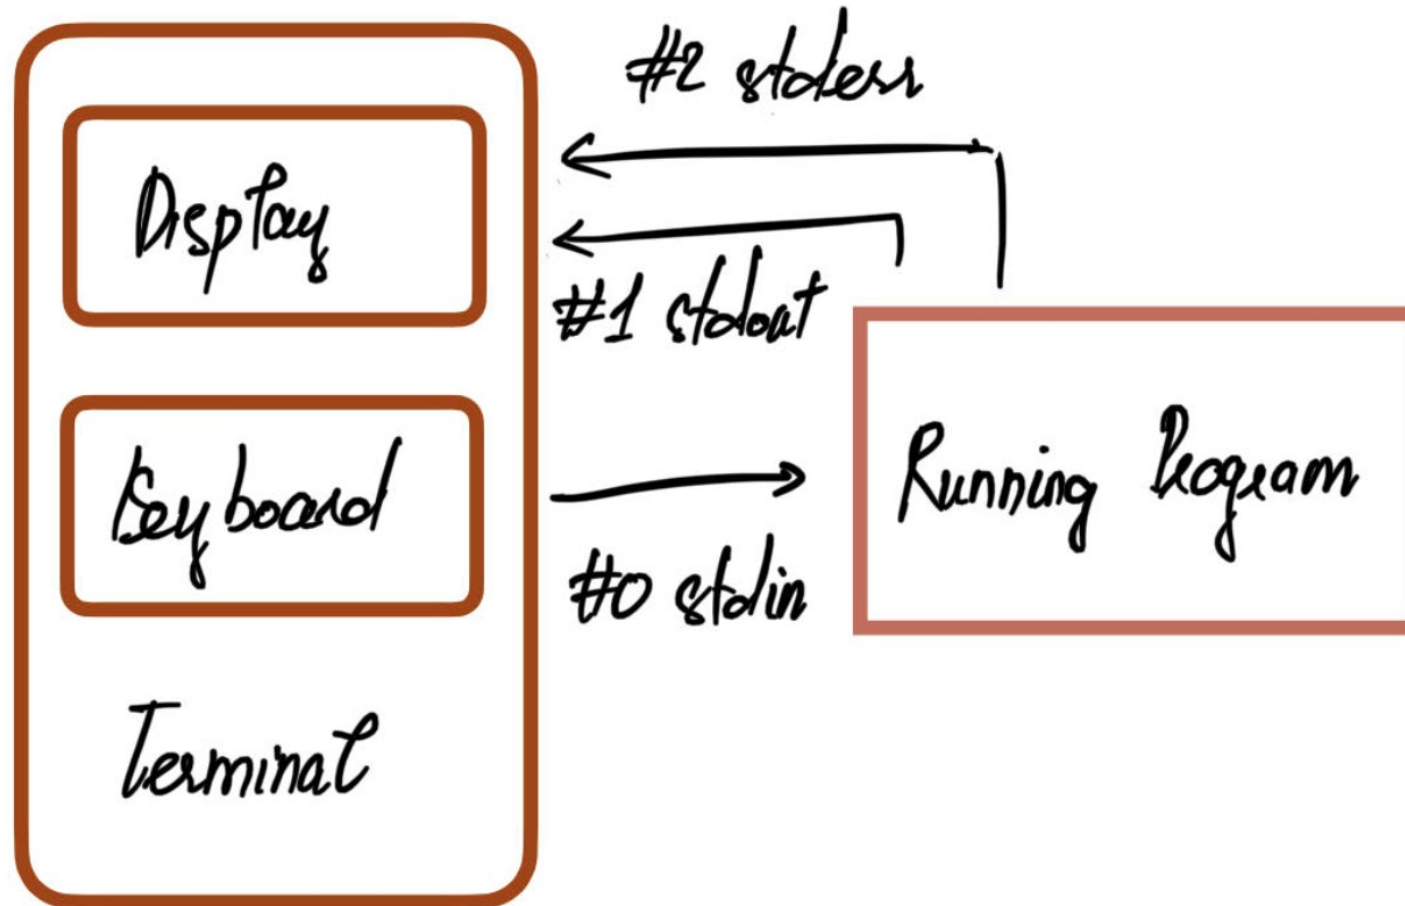 #2 stderr
Display
#1 stdout
Keyboard
Running Program
#0 stdin
Terminal